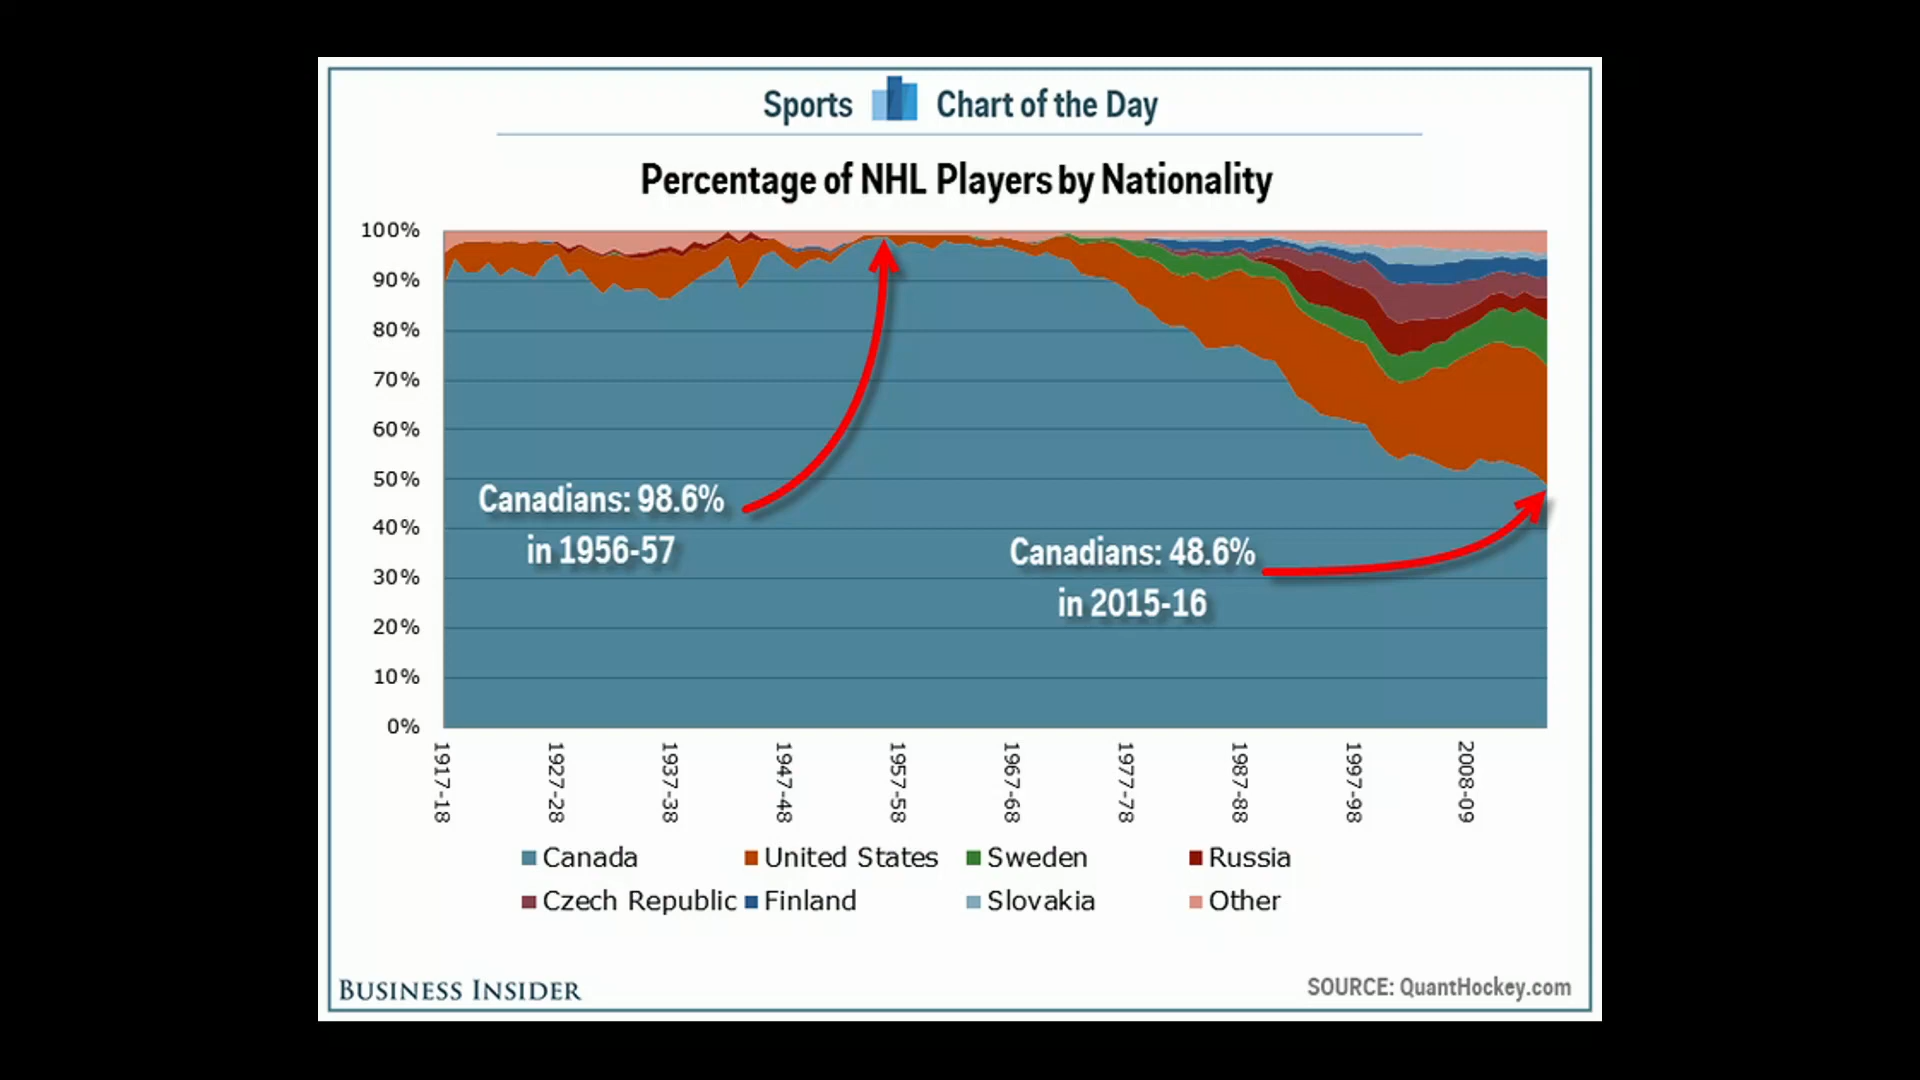 Sports Chart of the Day
Percentage of NHL Players by Nationality
100%
90%
80%
70%
60%
50%
40%
30%
20%
10%
0%
Canadians: 98.6%
in 1956-57
Canadians: 48.6%
in 2015-16
1917-18
1927-28
1937-38
1947-48
1957-58
1967-68
1977-78
1987-88
1997-98
2008-09
Canada United States Sweden Russia
Czech Republic Finland Slovakia Other
BUSINESS INSIDER
SOURCE: QuantHockey.com